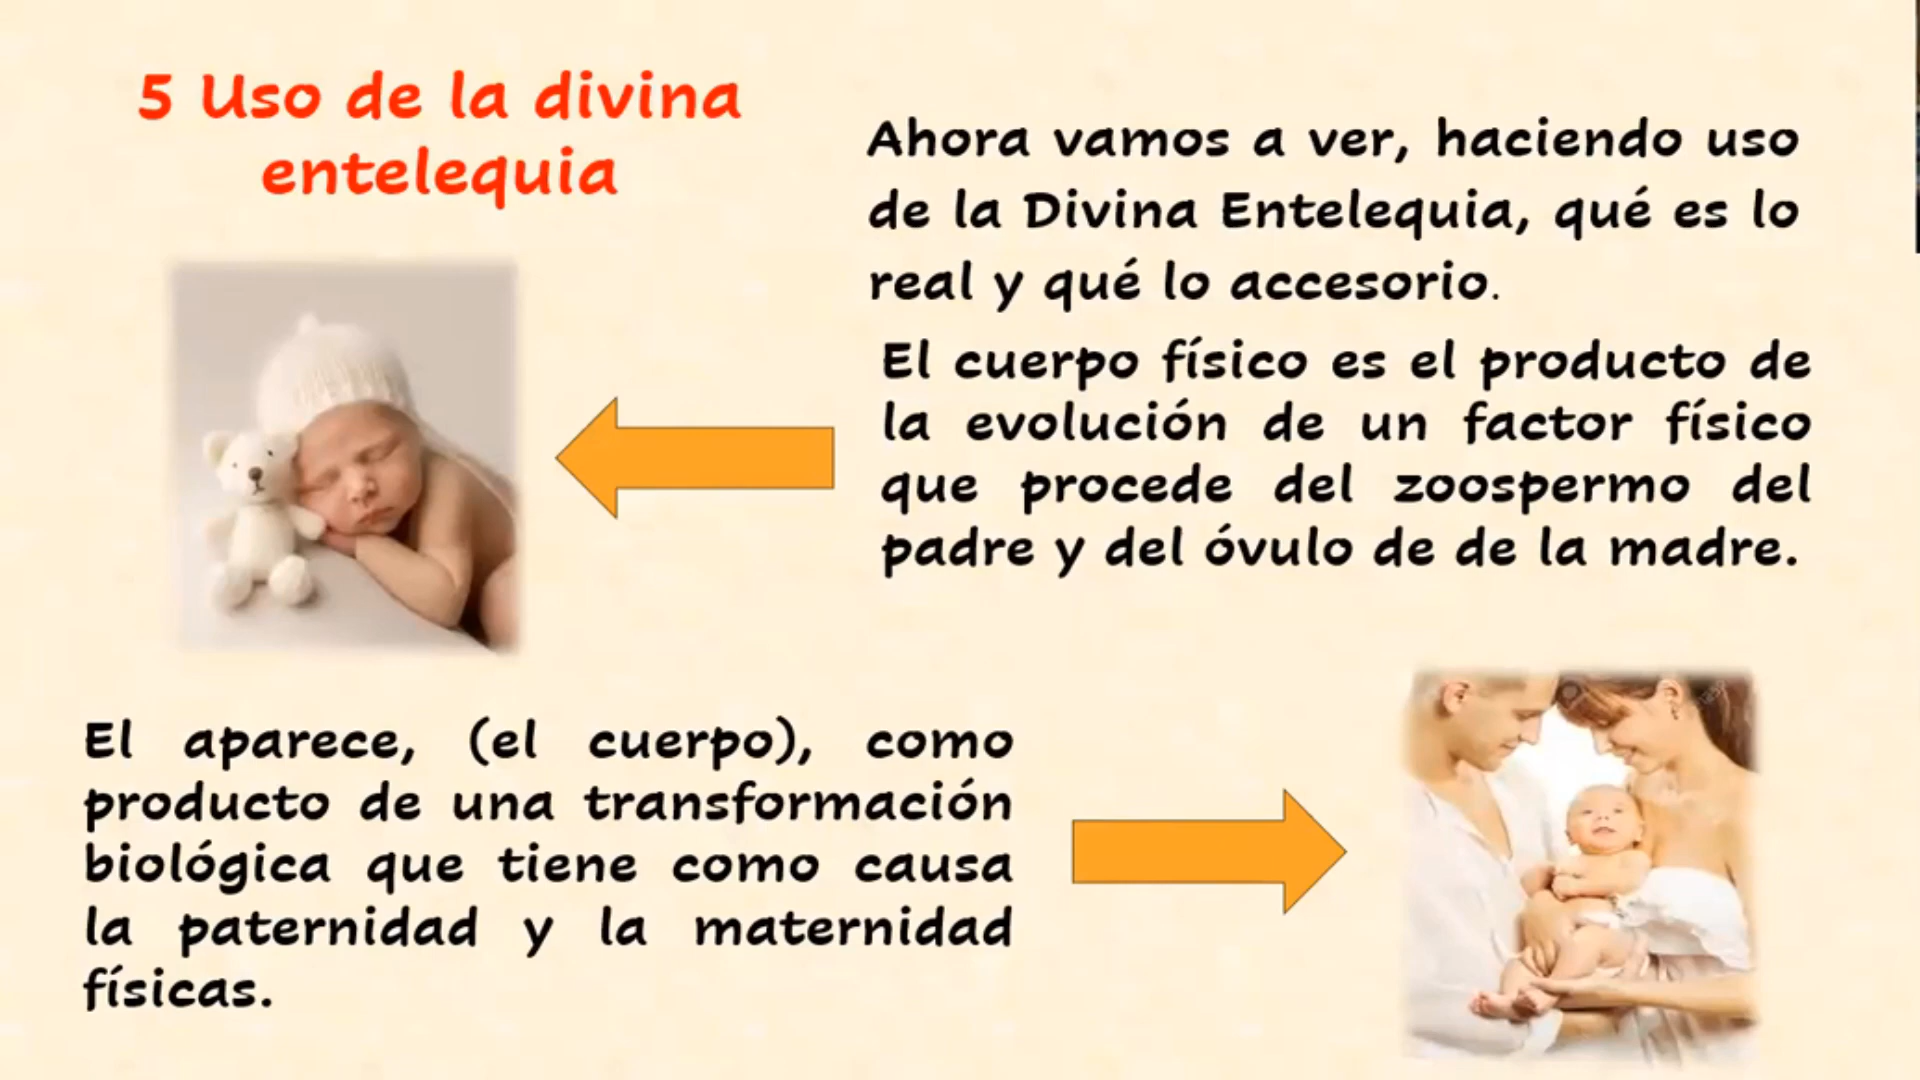 5 Uso de la divina
entelequia
Ahora vamos a ver, haciendo uso
de la Divina Entelequia, qué es lo
real y qué lo accesorio.
El cuerpo físico es el producto de
la evolución de un factor físico
que procede del zoospermo del
padre y del óvulo de de la madre.
El aparece, (el cuerpo), como
producto de una transformación
biológica que tiene como causa
la paternidad y la maternidad
físicas.